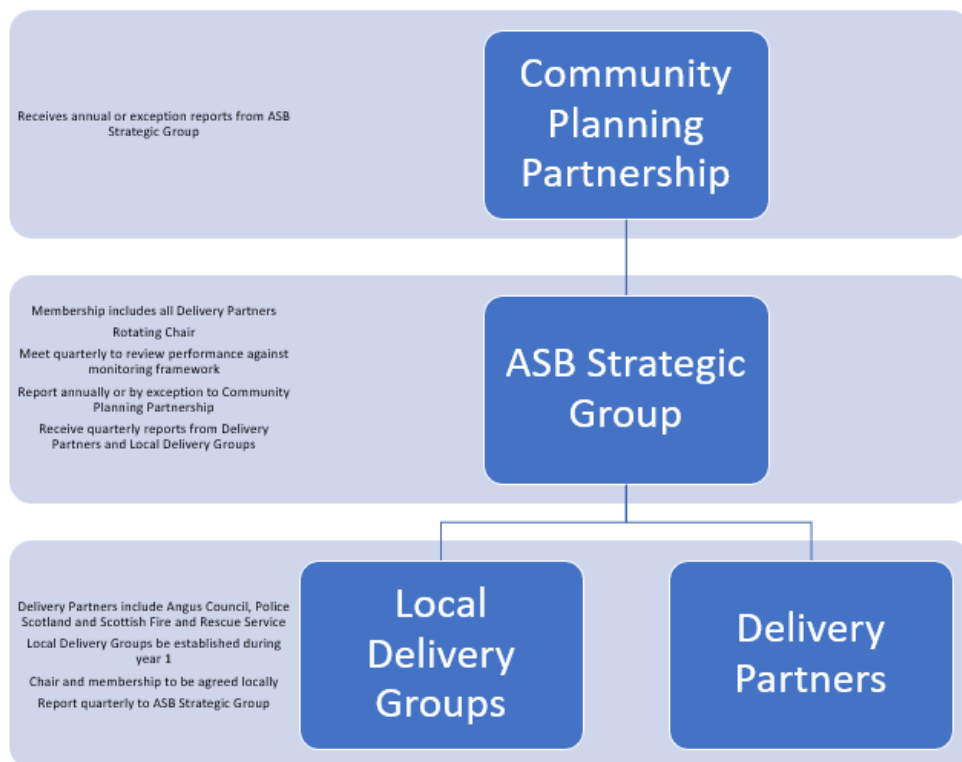 Receives annual or exception reports from ASB
Strategic Group
Community
Planning
Partnership
Membership includes all Delivery Partners
Rotating Chair
Meet quarterly to review performance against
monitoring framework
Report annually or by exception to Community
Planning Partnership
Receive quarterly reports from Delivery
Partners and Local Delivery Groups
ASB Strategic
Group
Delivery Partners include Angus Council, Police
Scotland and Scottish Fire and Rescue Service
Local Delivery Groups be established during
year 1
Chair and membership to be agreed locally
Report quarterly to ASB Strategic Group
Local
Delivery
Groups
Delivery
Partners